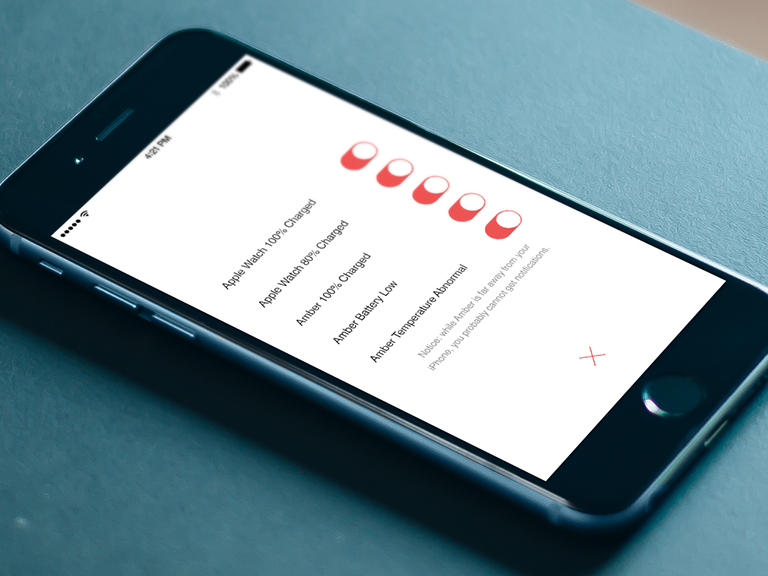 4:21 PM
100%
Apple Watch 100% Charged
Apple Watch 80% Charged
Amber 100% Charged
Amber Battery Low
Amber Temperature Abnormal
Notice: while Amber is far away from your
iPhone, you probably cannot get notifications.